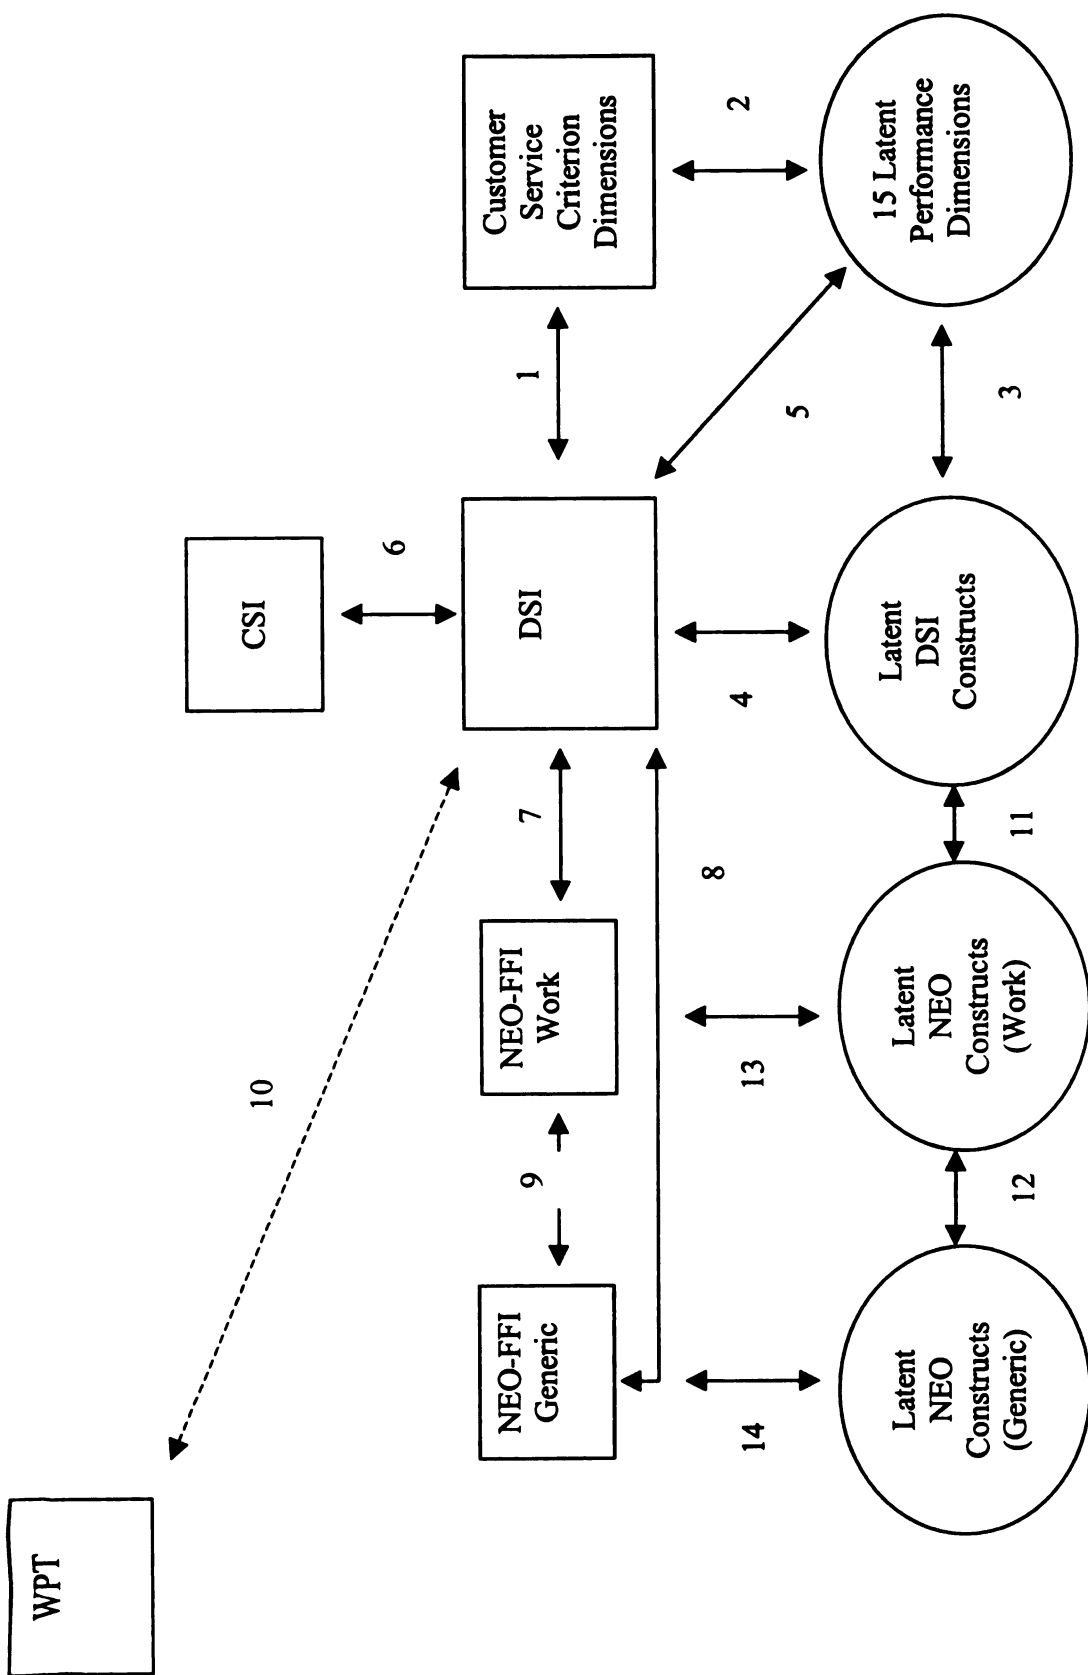 WPT
10
CSI
6
NEO-FFI
Generic
9
NEO-FFI
Work
7
DSI
1
Customer
Service
Criterion
Dimensions
8
5
14
13
4
2
Latent
NEO
Constructs
(Generic)
12
Latent
NEO
Constructs
(Work)
11
Latent
DSI
Constructs
3
15 Latent
Performance
Dimensions